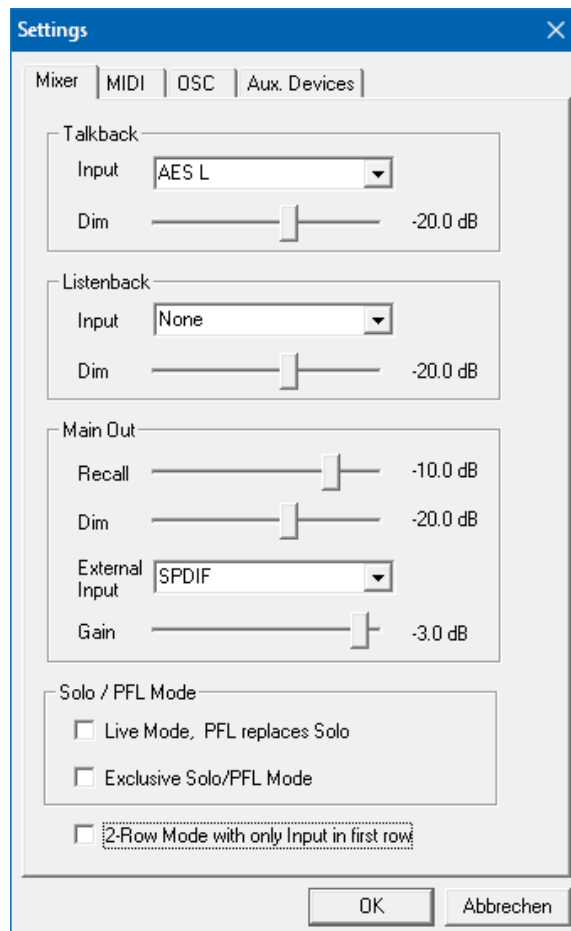 Settings
Mixer MIDI OSC Aux. Devices
Talkback
Input AES L
Dim -20.0 dB
Listenback
Input None
Dim -20.0 dB
Main Out
Recall -10.0 dB
Dim -20.0 dB
External
Input
SPDIF
Gain -3.0 dB
Solo / PFL Mode
Live Mode, PFL replaces Solo
Exclusive Solo/PFL Mode
2-Row Mode with only Input in first row
OK Abbrechen